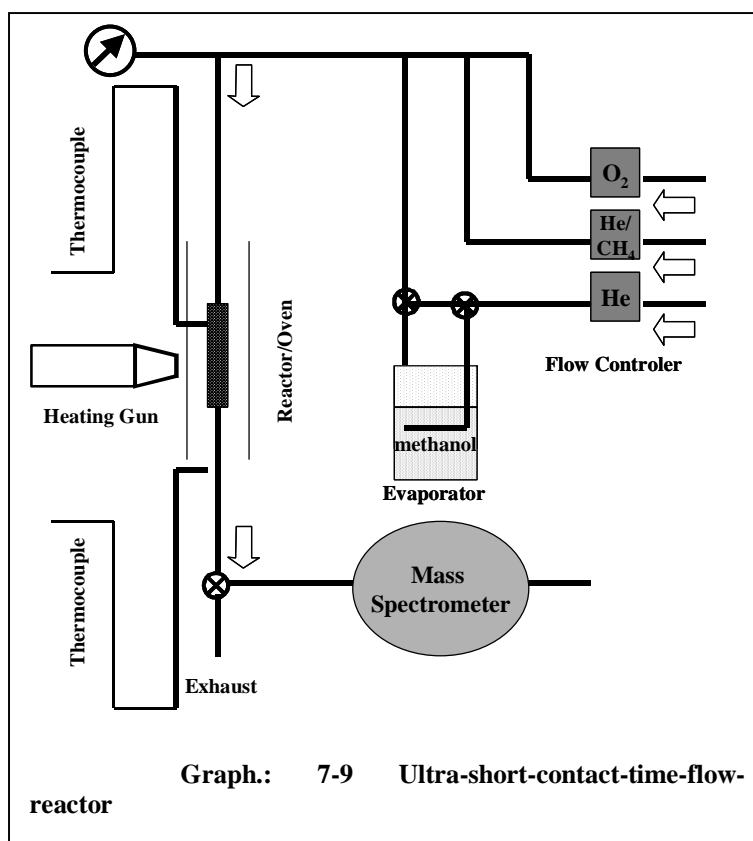 Thermocouple
O2
He/
CH4
He
Flow Controler
Reactor/Oven
Heating Gun
methanol
Evaporator
Thermocouple
Mass
Spectrometer
Exhaust
Graph.: 7-9 Ultra-short-contact-time-flow-
reactor